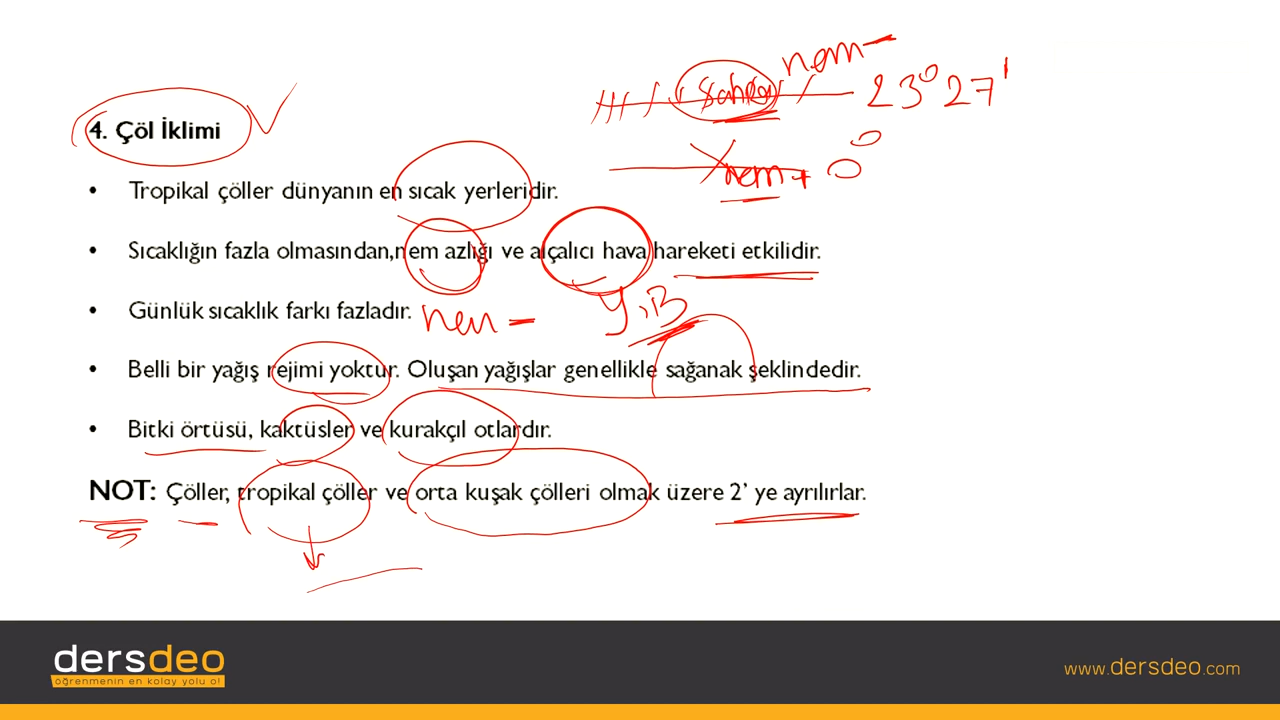 nem -
Sahra 23° 27'
4. Çöl İklimi
nem + 0°
• Tropikal çöller dünyanın en sıcak yerleridir.
• Sıcaklığın fazla olmasından,nem azlığı ve alçalıcı hava hareketi etkilidir.
• Günlük sıcaklık farkı fazladır.
nem - Y.B
• Belli bir yağış rejimi yoktur. Oluşan yağışlar genellikle sağanak şeklindedir.
• Bitki örtüsü, kaktüsler ve kurakçıl otlardır.
NOT: Çöller, tropikal çöller ve orta kuşak çölleri olmak üzere 2' ye ayrılırlar.
dersdeo
öğrenmenin en kolay yolu o!
www.dersdeo.com